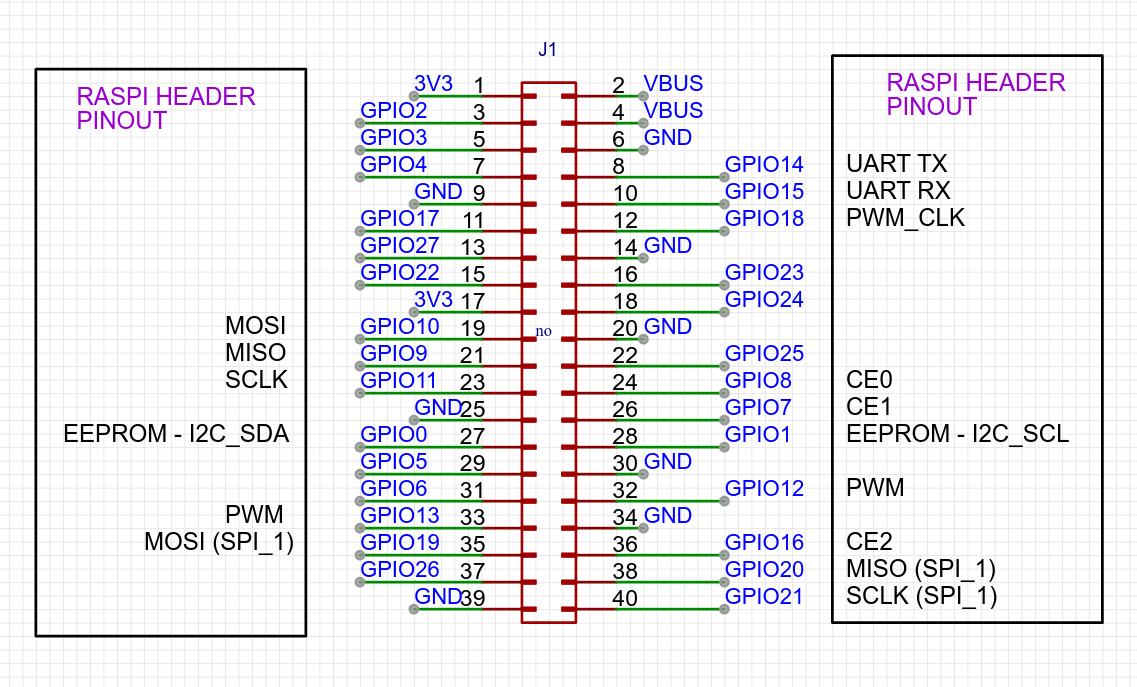 J1
RASPI HEADER
PINOUT
RASPI HEADER
PINOUT
3V3 1 2 VBUS
GPIO2 3 4 VBUS
GPIO3 5 6 GND
GPIO4 7 8 GPIO14 UART TX
GND 9 10 GPIO15 UART RX
GPIO17 11 12 GPIO18 PWM_CLK
GPIO27 13 14 GND
GPIO22 15 16 GPIO23
3V3 17 18 GPIO24
MOSI GPIO10 19 no 20 GND
MISO GPIO9 21 22 GPIO25
SCLK GPIO11 23 24 GPIO8 CE0
GND 25 26 GPIO7 CE1
EEPROM - I2C_SDA GPIO0 27 28 GPIO1 EEPROM - I2C_SCL
GPIO5 29 30 GND
GPIO6 31 32 GPIO12 PWM
PWM GPIO13 33 34 GND
MOSI (SPI_1) GPIO19 35 36 GPIO16 CE2
GPIO26 37 38 GPIO20 MISO (SPI_1)
GND 39 40 GPIO21 SCLK (SPI_1)